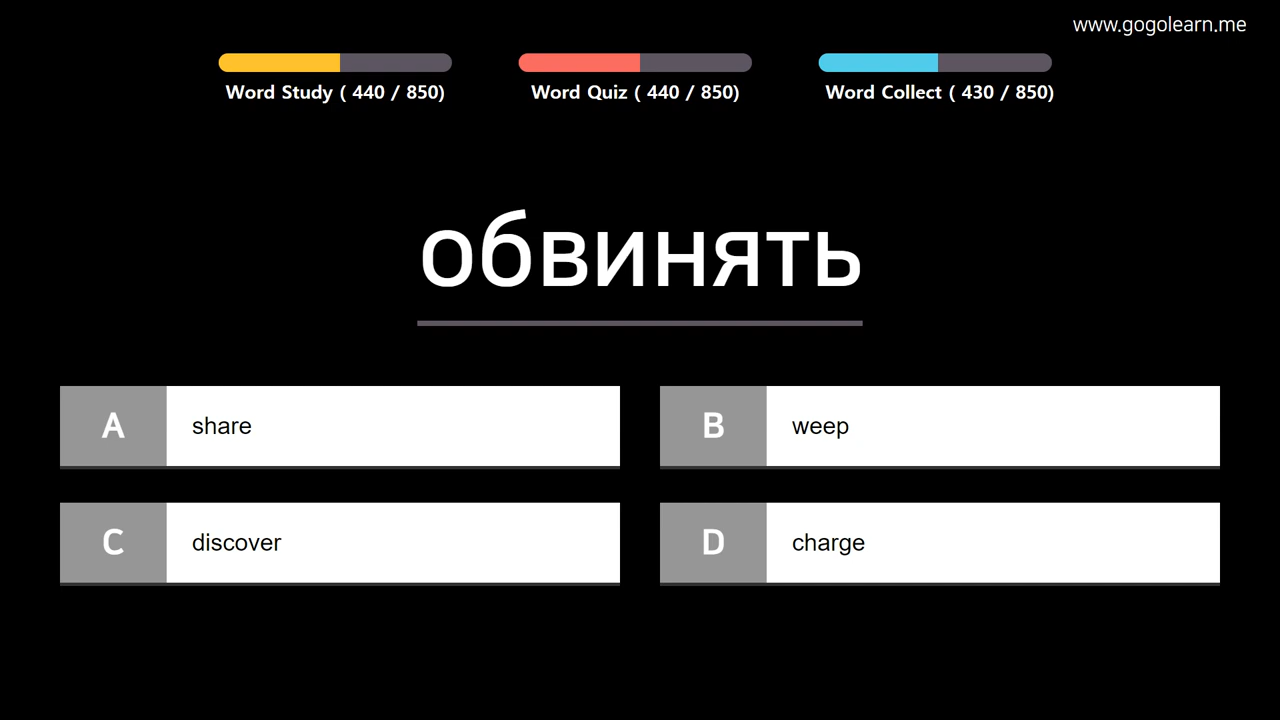 www.gogolearn.me
Word Study ( 440 / 850)
Word Quiz ( 440 / 850)
Word Collect ( 430 / 850)
обвинять
A share
B weep
C discover
D charge